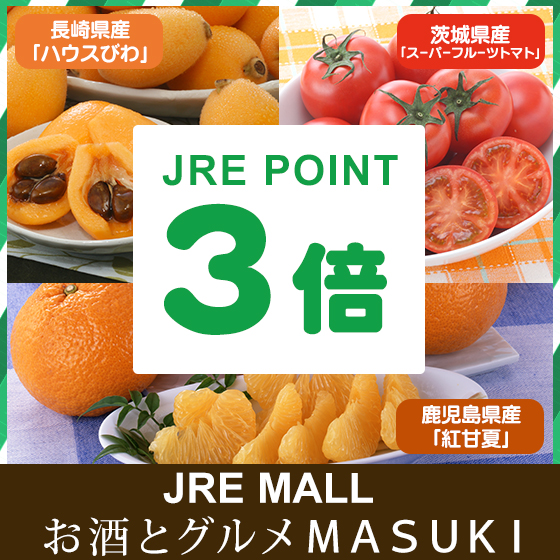 長崎県産
「ハウスびわ」
茨城県産
「スーパーフルーツトマト」
JRE POINT
3倍
鹿児島県産
「紅甘夏」
JRE MALL
お酒とグルメMASUKI